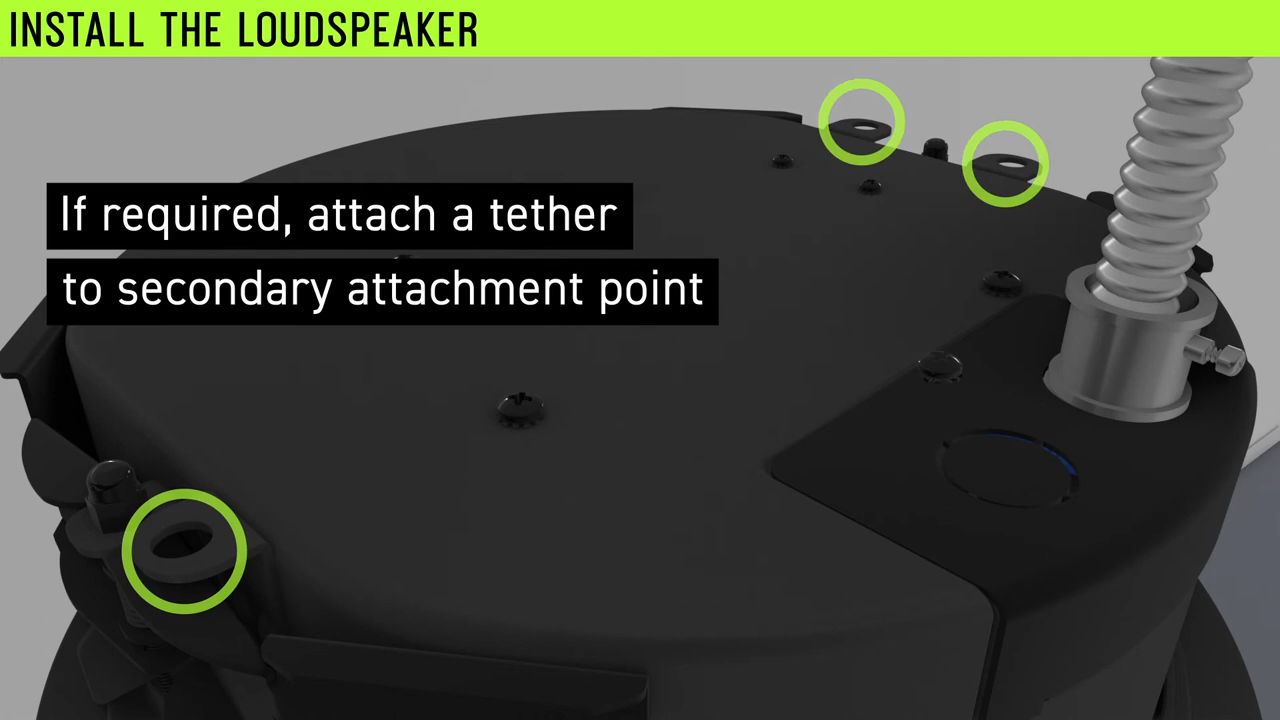 INSTALL THE LOUDSPEAKER
If required, attach a tether
to secondary attachment point